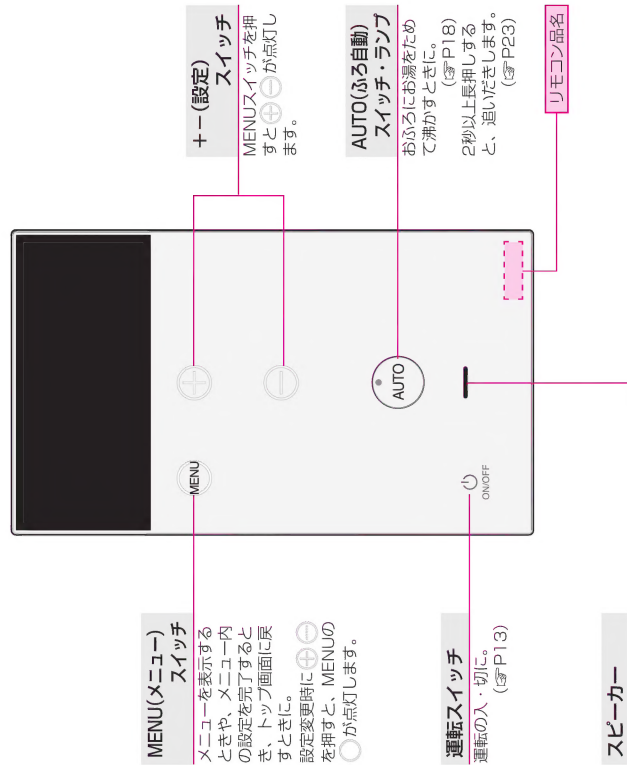 MENU(メニュー)
スイッチ
メニューを表示する
ときや、メニュー内
の設定を完了すると
き、トップ画面に戻
すときに。
設定変更時に⊕⊖
を押すと、MENUの
○が点灯します。
運転スイッチ
運転の入・切に。
(☞P13)
スピーカー
MENU
ON/OFF
+
−
AUTO
+−(設定)
スイッチ
MENUスイッチを押
すと⊕⊖が点灯し
ます。
AUTO(ふろ自動)
スイッチ・ランプ
おふろにお湯をため
て沸かすときに。
(☞P18)
2秒以上長押しする
と、追いだきします。
(☞P23)
リモコン品名